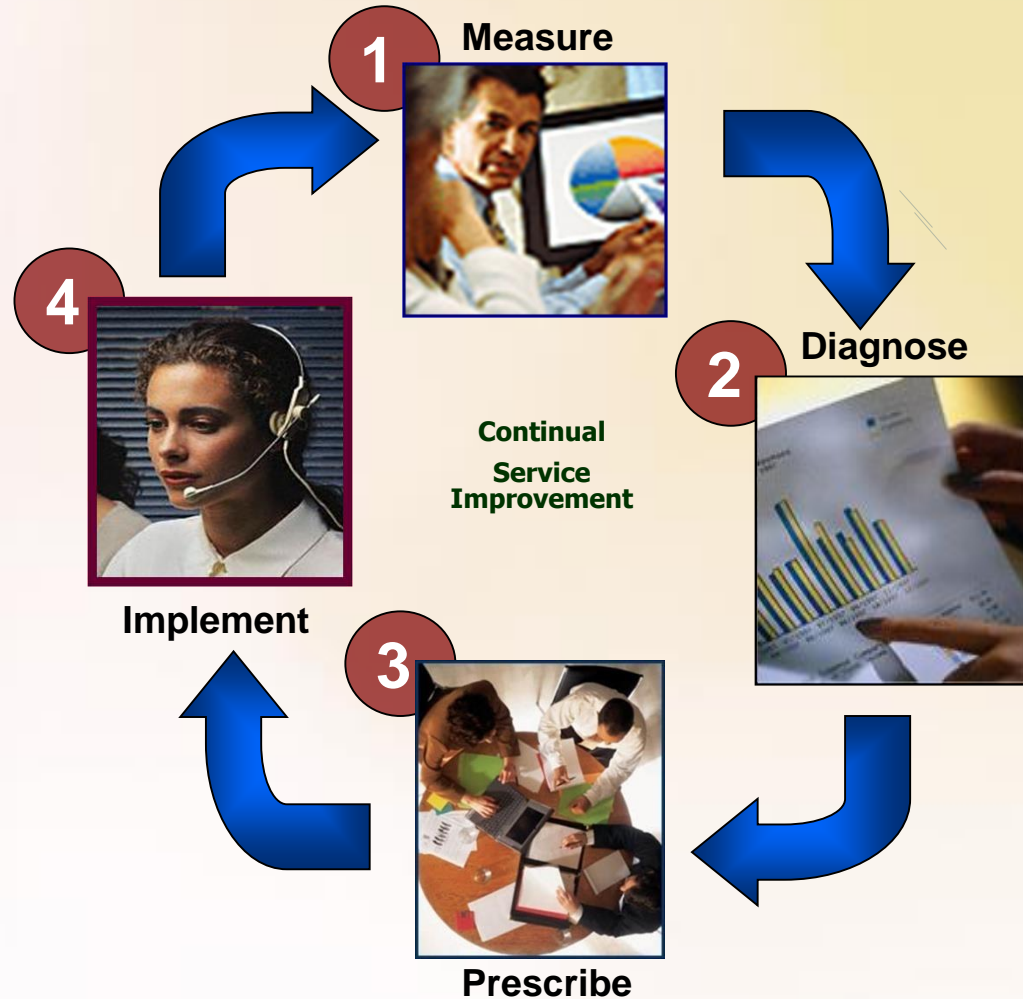 1
Measure
2
Diagnose
3
Prescribe
4
Implement
Continual
Service
Improvement